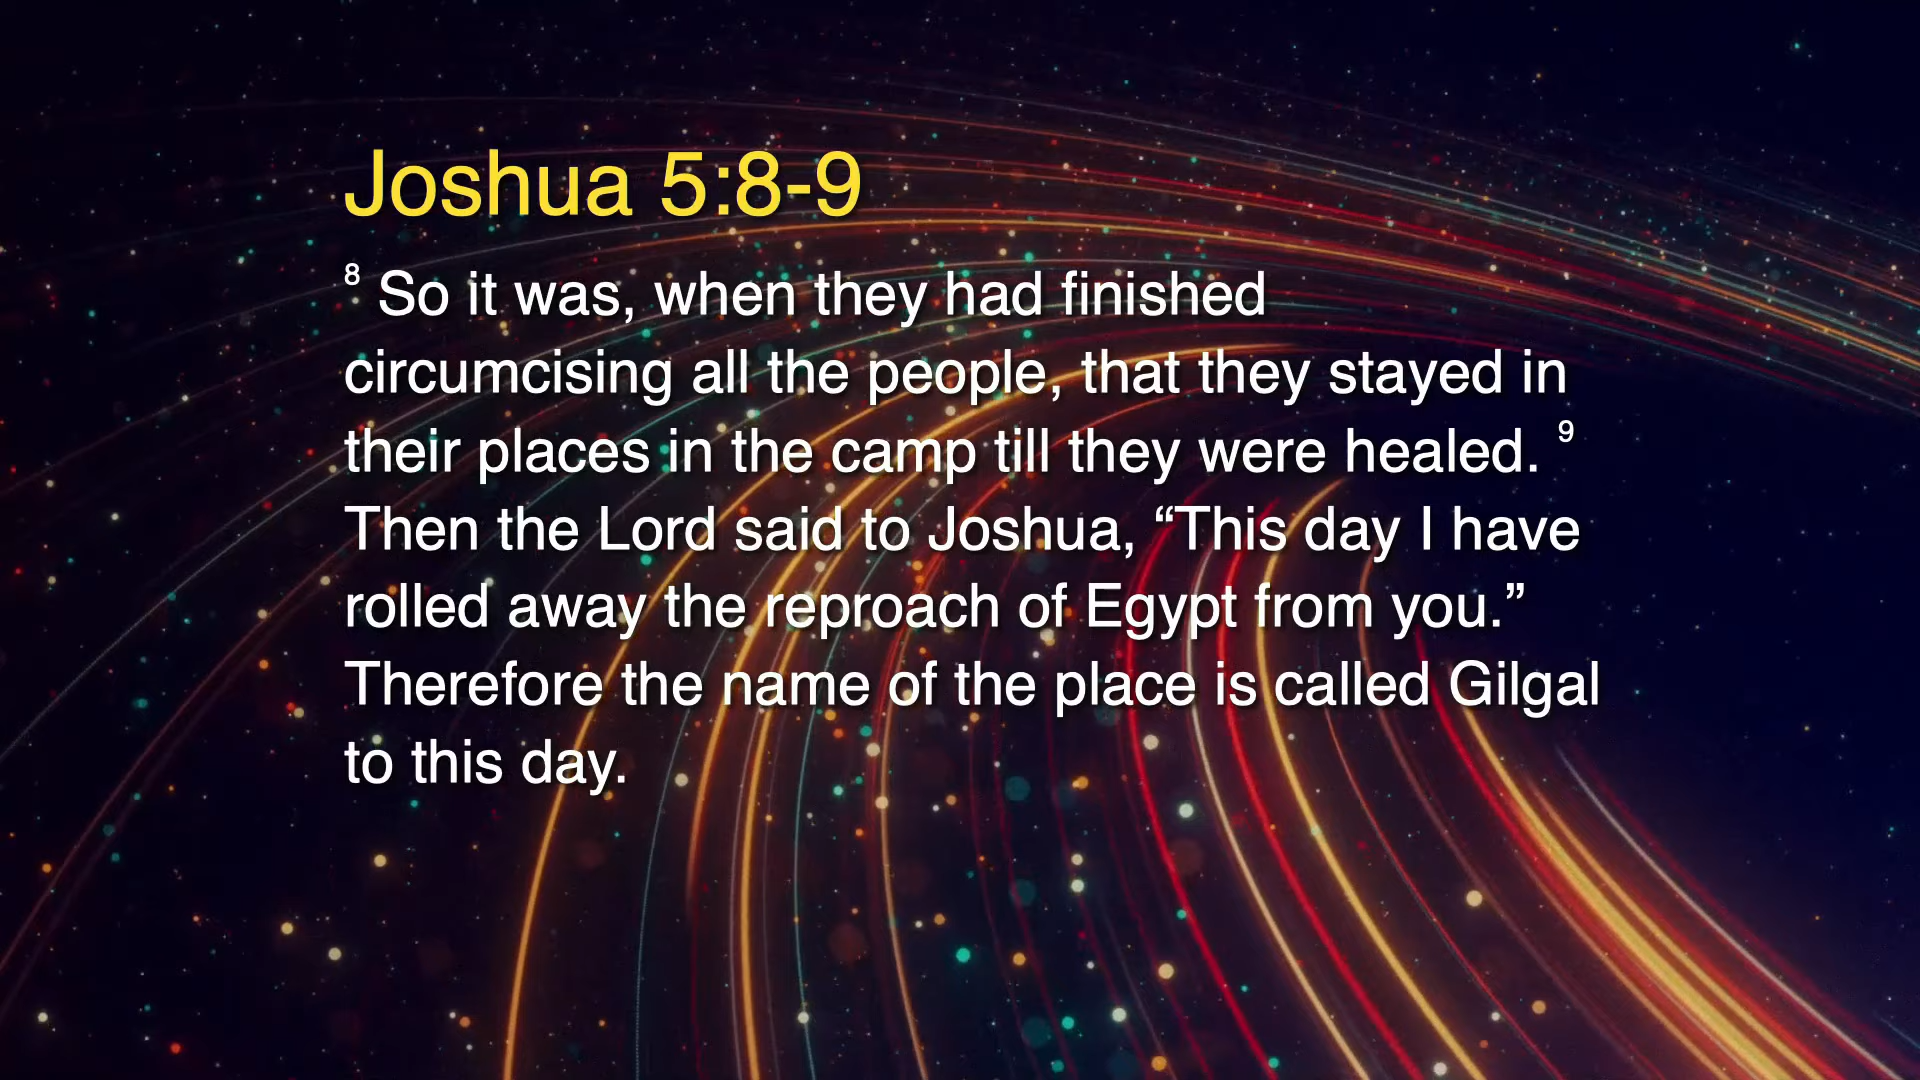 Joshua 5:8-9
8 So it was, when they had finished
circumcising all the people, that they stayed in
their places in the camp till they were healed. 9
Then the Lord said to Joshua, “This day I have
rolled away the reproach of Egypt from you.”
Therefore the name of the place is called Gilgal
to this day.